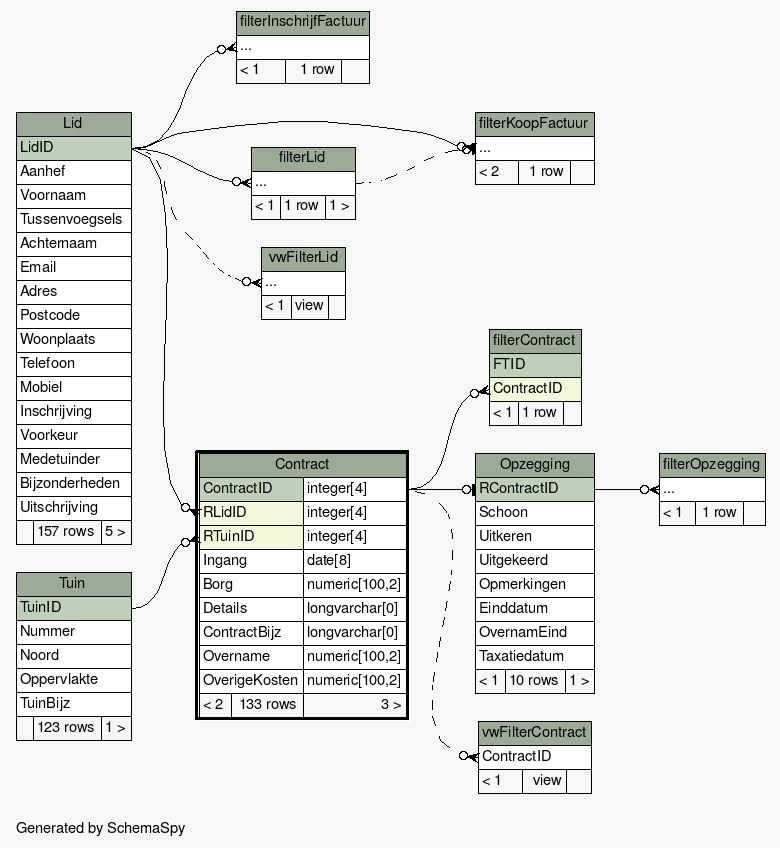 filterInschrijfFactuur
...
< 1 1 row
Lid
LidID
Aanhef
Voornaam
Tussenvoegsels
Achternaam
Email
Adres
Postcode
Woonplaats
Telefoon
Mobiel
Inschrijving
Voorkeur
Medetuinder
Bijzonderheden
Uitschrijving
157 rows 5 >
filterKoopFactuur
...
< 2 1 row
filterLid
...
< 1 1 row 1 >
vwFilterLid
...
< 1 view
filterContract
FTID
ContractID
< 1 1 row
Contract
ContractID integer[4]
RLidID integer[4]
RTuinID integer[4]
Ingang date[8]
Borg numeric[100,2]
Details longvarchar[0]
ContractBijz longvarchar[0]
Overname numeric[100,2]
OverigeKosten numeric[100,2]
< 2 133 rows 3 >
Opzegging
RContractID
Schoon
Uitkeren
Uitgekeerd
Opmerkingen
Einddatum
OvernamEind
Taxatiedatum
< 1 10 rows 1 >
filterOpzegging
...
< 1 1 row
Tuin
TuinID
Nummer
Noord
Oppervlakte
TuinBijz
123 rows 1 >
vwFilterContract
ContractID
< 1 view
Generated by SchemaSpy